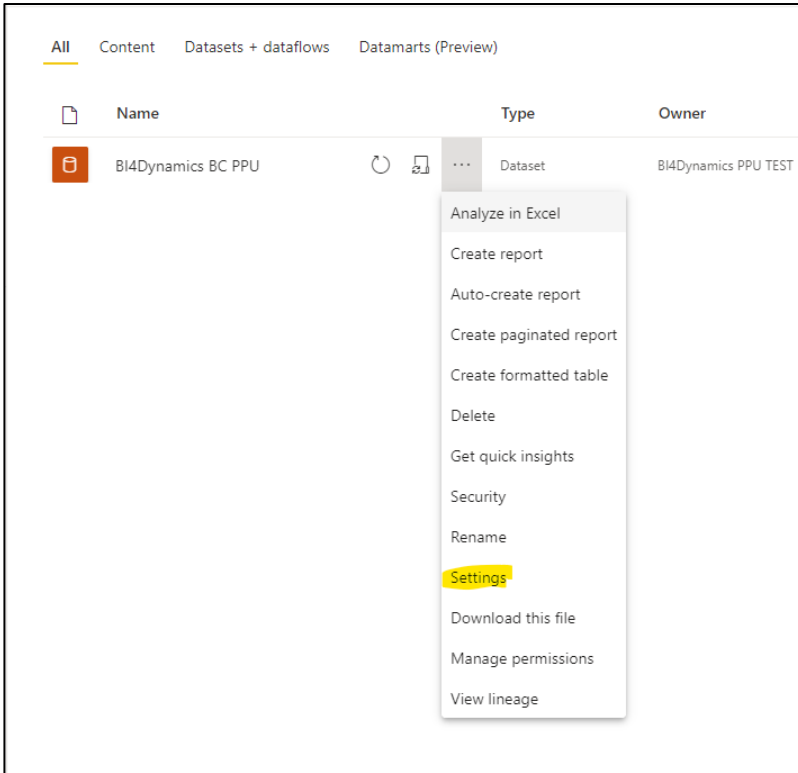 All Content Datasets + dataflows Datamarts (Preview)
Name Type Owner
BI4Dynamics BC PPU ... Dataset BI4Dynamics PPU TEST
Analyze in Excel
Create report
Auto-create report
Create paginated report
Create formatted table
Delete
Get quick insights
Security
Rename
Settings
Download this file
Manage permissions
View lineage